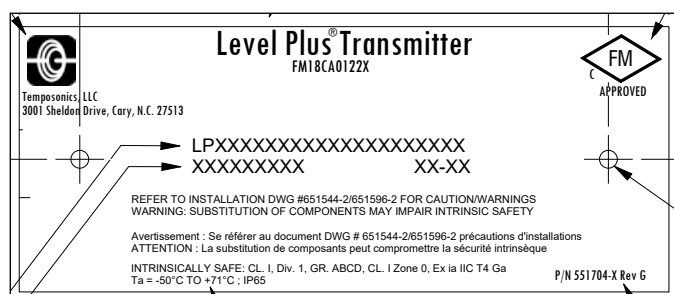 Level Plus® Transmitter
FM18CA0122X
Temposonics, LLC
3001 Sheldon Drive, Cary, N.C. 27513
FM
C
APPROVED
LPXXXXXXXXXXXXXXXXXXXX
XXXXXXXXX XX-XX
REFER TO INSTALLATION DWG #651544-2/651596-2 FOR CAUTION/WARNINGS
WARNING: SUBSTITUTION OF COMPONENTS MAY IMPAIR INTRINSIC SAFETY
Avertissement : Se référer au document DWG # 651544-2/651596-2 précautions d'installations
ATTENTION : La substitution de composants peut compromettre la sécurité intrinsèque
INTRINSICALLY SAFE: CL. I, Div. 1, GR. ABCD, CL. I Zone 0, Ex ia IIC T4 Ga
Ta = -50°C TO +71°C ; IP65
P/N 551704-X Rev G